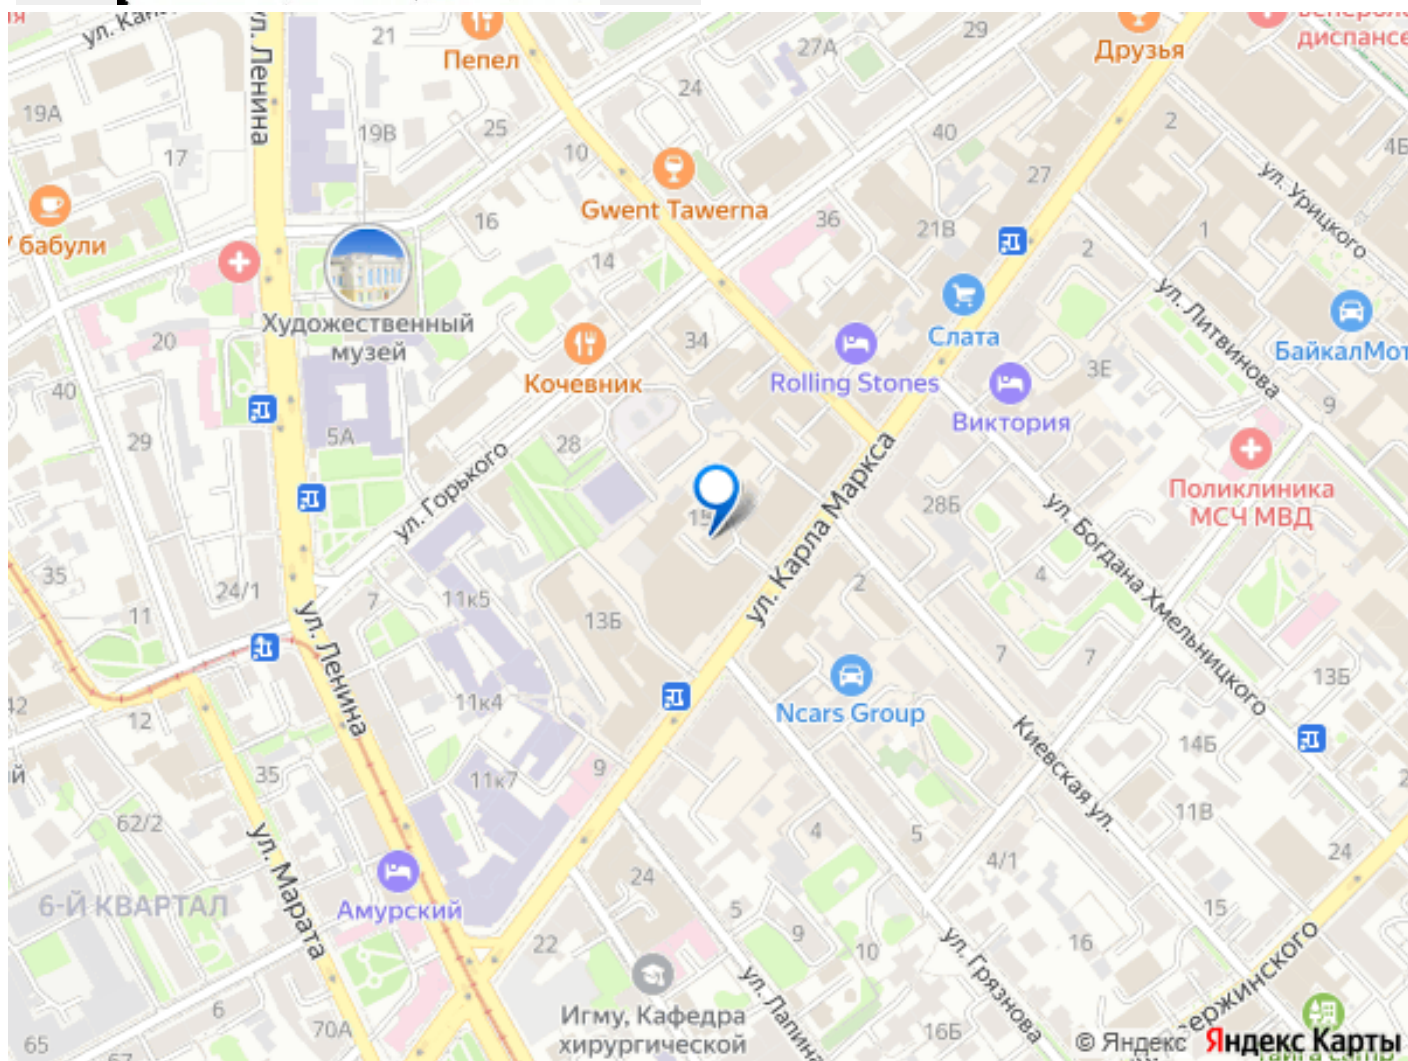 ул. Ленина
21
Пепел
27А
29
Друзья
диспансе
24
19А
19В
25
10
40
2
4Б
17
27
ул. Урицкого
Gwent Tawerna
16
36
21В
1
2
бабули
14
Художественный
музей
Слата
ул. Литвинова
БайкалМот
20
34
Кочевник
Rolling Stones
3Е
40
Виктория
9
29
5А
28
ул. Горького
ул. Карла Маркса
28Б
Поликлиника
МСЧ МВД
ул. Богдана Хмельницкого
35
24/1
7
11к5
2
4
11
13Б
ул. Ленина
7
7
13Б
42
12
11к4
Ncars Group
Киевская ул.
14Б
35
11к7
9
11В
62/2
ул. Марата
4
5
4/1
24
24
6-Й КВАРТАЛ
Амурский
5
15
22
9
10
16
ул. Грязнова
ержинского
ул. Лапина
6
Игму, Кафедра
хирургической
65
70А
16Б
© Яндекс Яндекс Карты